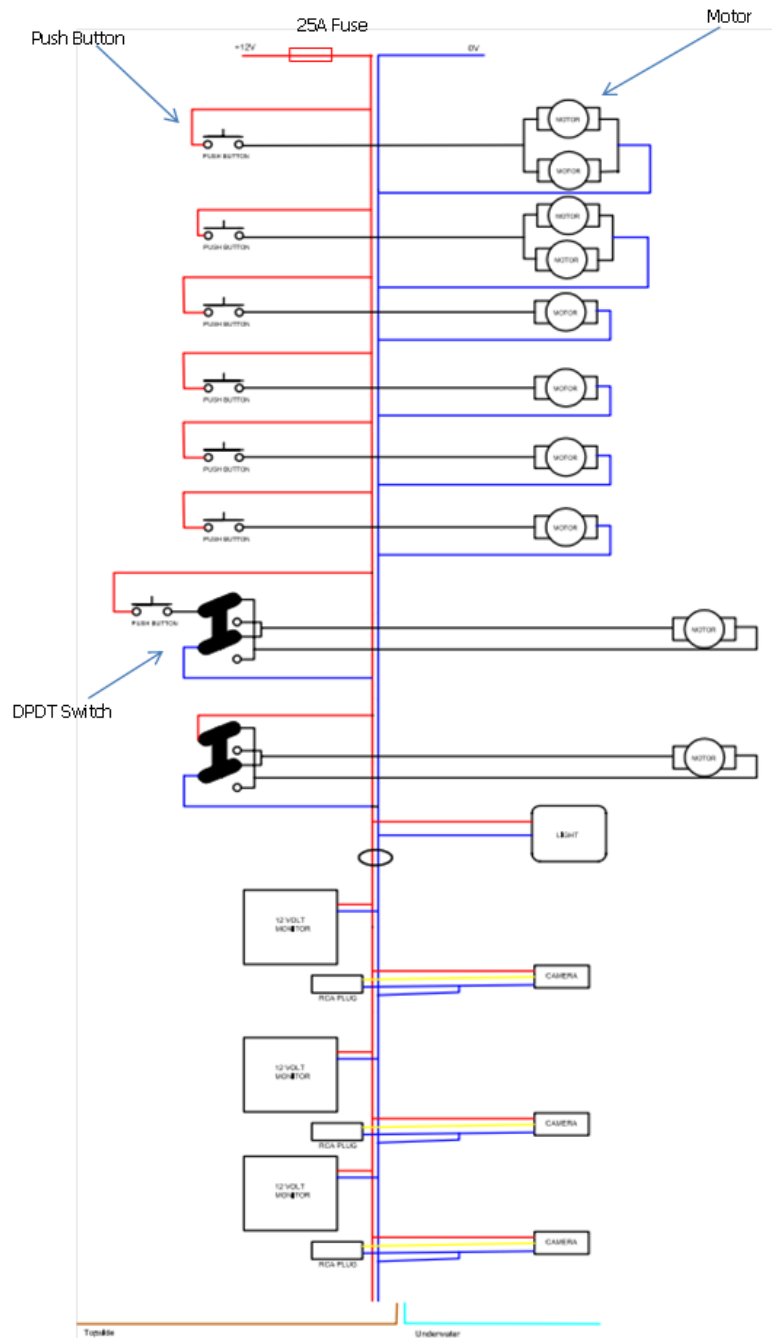 25A Fuse
Motor
Push Button
+12V
0V
MOTOR
PUSH BUTTON
MOTOR
MOTOR
PUSH BUTTON
MOTOR
MOTOR
PUSH BUTTON
MOTOR
PUSH BUTTON
MOTOR
PUSH BUTTON
MOTOR
PUSH BUTTON
PUSH BUTTON
MOTOR
DPDT Switch
MOTOR
LIGHT
12 VOLT
MONITOR
CAMERA
RCA PLUG
12 VOLT
MONITOR
CAMERA
RCA PLUG
12 VOLT
MONITOR
CAMERA
RCA PLUG
Topside
Underwater